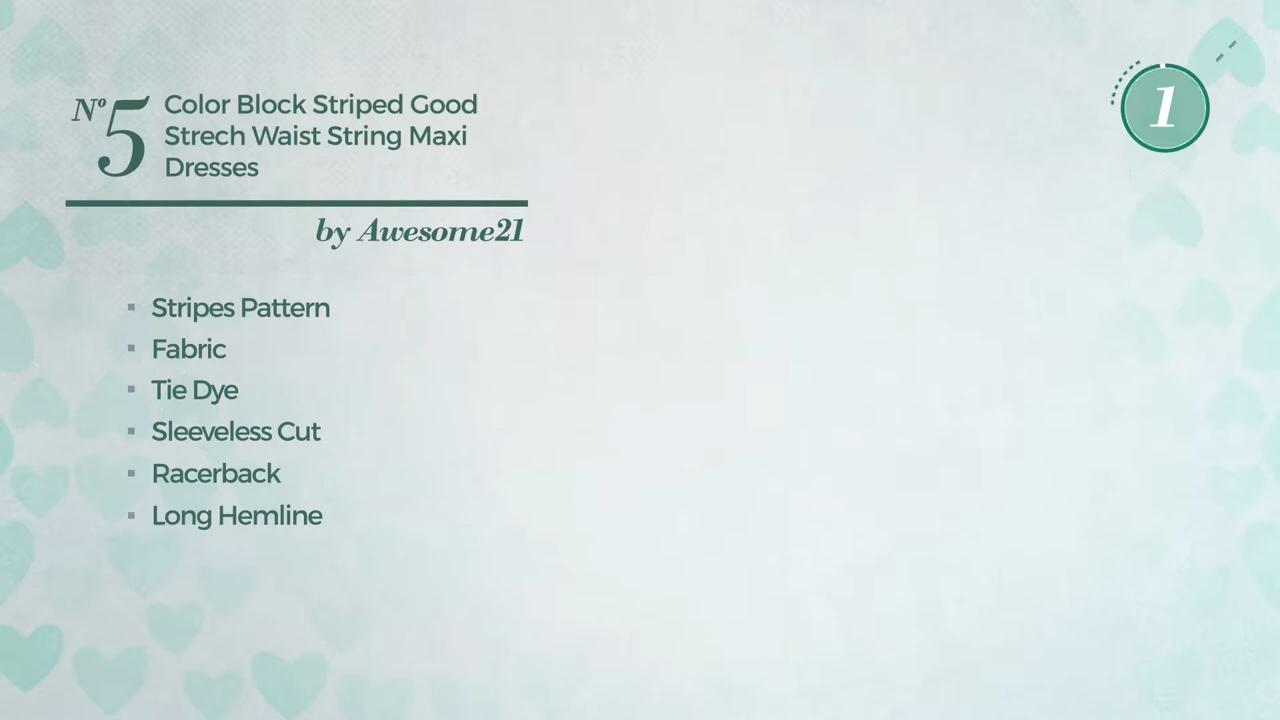 Nº5 Color Block Striped Good
Strech Waist String Maxi
Dresses
by Awesome21
▪ Stripes Pattern
▪ Fabric
▪ Tie Dye
▪ Sleeveless Cut
▪ Racerback
▪ Long Hemline
1